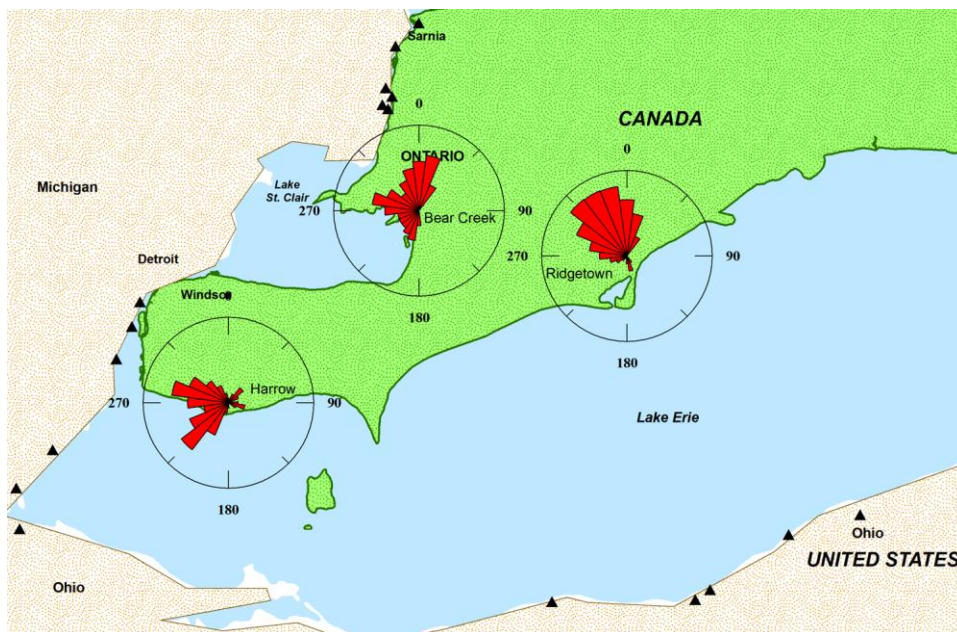 Sarnia
0
CANADA
ONTARIO
0
Michigan
Lake
St. Clair
270
Bear Creek
90
Detroit
270
Ridgetown
90
Windsor
180
Harrow
270
90
180
Lake Erie
180
Ohio
UNITED STATES
Ohio